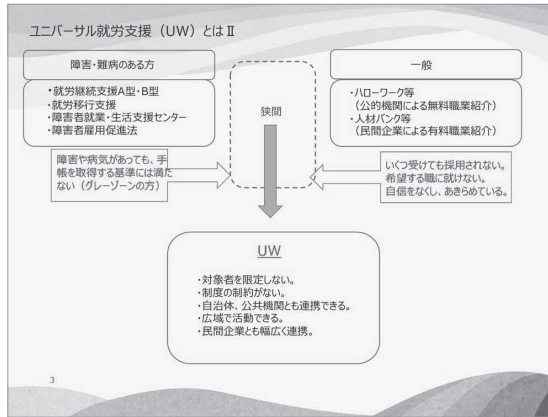 ユニバーサル就労支援（UW）とはⅡ
障害・難病のある方
・就労継続支援A型・B型
・就労移行支援
・障害者就業・生活支援センター
・障害者雇用促進法
障害や病気があっても、手
帳を取得する基準には満た
ない（グレーゾーンの方）
狭間
一般
・ハローワーク等
（公的機関による無料職業紹介）
・人材バンク等
（民間企業による有料職業紹介）
いくつ受けても採用されない。
希望する職に就けない。
自信をなくし、あきらめている。
UW
・対象者を限定しない。
・制度の制約がない。
・自治体、公共機関とも連携できる。
・広域で活動できる。
・民間企業とも幅広く連携。
3